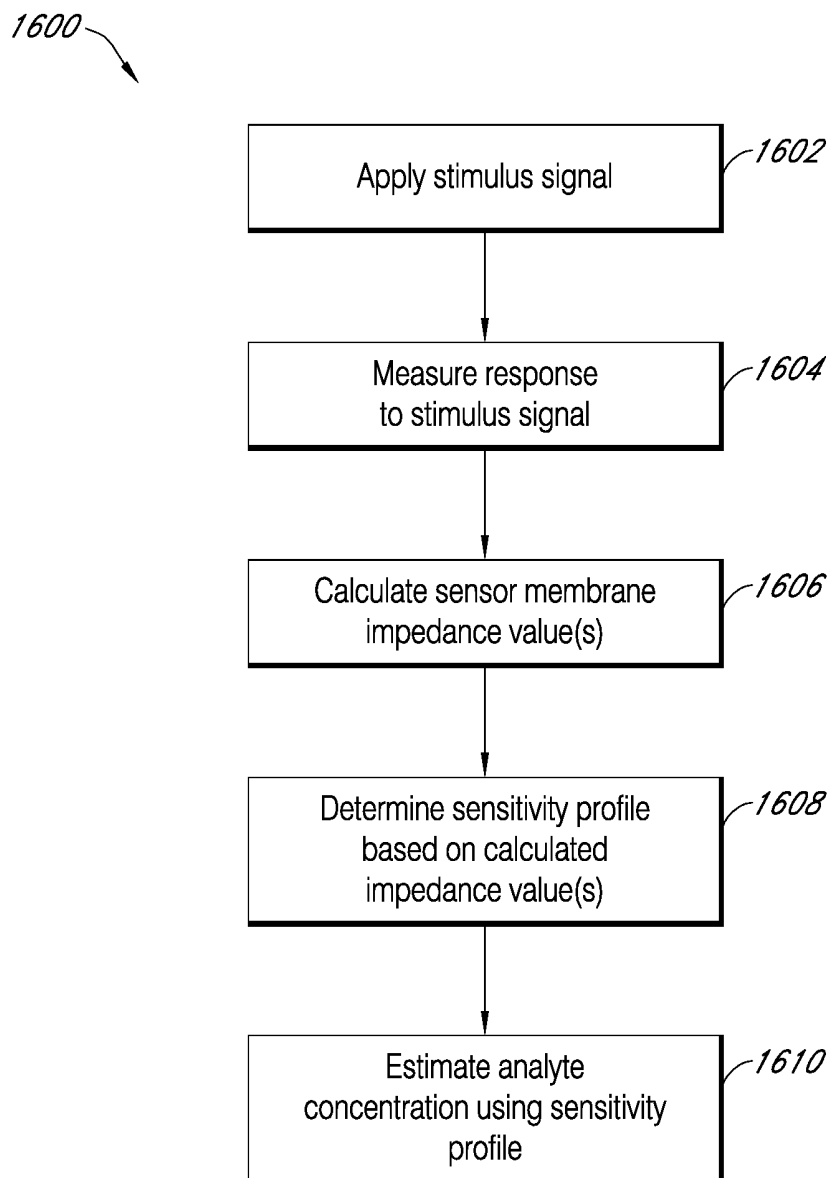 1600
Apply stimulus signal
1602
Measure response
to stimulus signal
1604
Calculate sensor membrane
impedance value(s)
1606
Determine sensitivity profile
based on calculated
impedance value(s)
1608
Estimate analyte
concentration using sensitivity
profile
1610